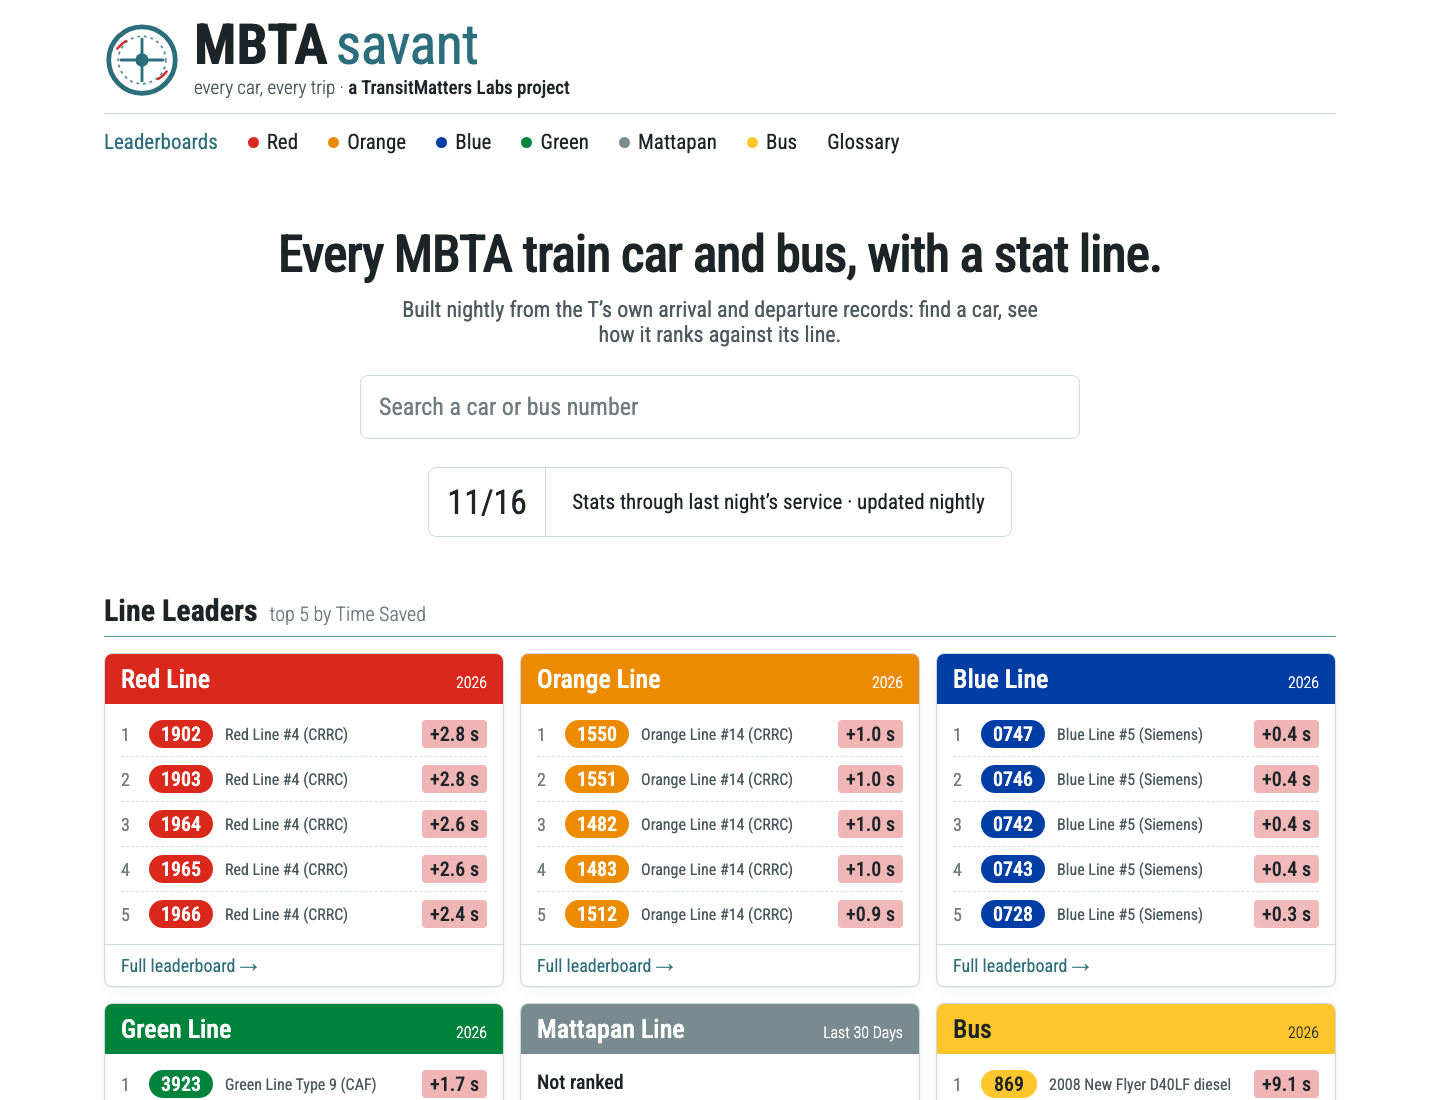 MBTA savant
every car, every trip · a TransitMatters Labs project
Leaderboards Red Orange Blue Green Mattapan Bus Glossary
Every MBTA train car and bus, with a stat line.
Built nightly from the T’s own arrival and departure records: find a car, see
how it ranks against its line.
Search a car or bus number
11/16 Stats through last night’s service · updated nightly
Line Leaders top 5 by Time Saved
Red Line 2026
1 1902 Red Line #4 (CRRC) +2.8 s
2 1903 Red Line #4 (CRRC) +2.8 s
3 1964 Red Line #4 (CRRC) +2.6 s
4 1965 Red Line #4 (CRRC) +2.6 s
5 1966 Red Line #4 (CRRC) +2.4 s
Full leaderboard →
Orange Line 2026
1 1550 Orange Line #14 (CRRC) +1.0 s
2 1551 Orange Line #14 (CRRC) +1.0 s
3 1482 Orange Line #14 (CRRC) +1.0 s
4 1483 Orange Line #14 (CRRC) +1.0 s
5 1512 Orange Line #14 (CRRC) +0.9 s
Full leaderboard →
Blue Line 2026
1 0747 Blue Line #5 (Siemens) +0.4 s
2 0746 Blue Line #5 (Siemens) +0.4 s
3 0742 Blue Line #5 (Siemens) +0.4 s
4 0743 Blue Line #5 (Siemens) +0.4 s
5 0728 Blue Line #5 (Siemens) +0.3 s
Full leaderboard →
Green Line 2026
1 3923 Green Line Type 9 (CAF) +1.7 s
Mattapan Line Last 30 Days
Not ranked
Bus 2026
1 869 2008 New Flyer D40LF diesel +9.1 s